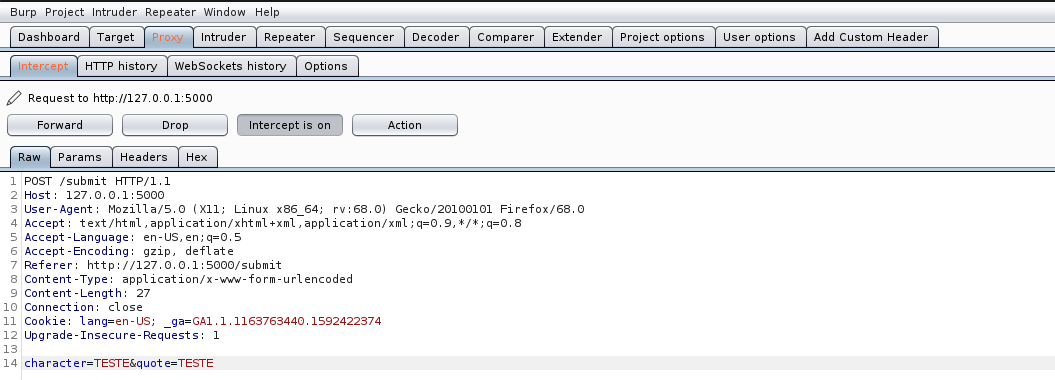 Burp Project Intruder Repeater Window Help
Dashboard Target Proxy Intruder Repeater Sequencer Decoder Comparer Extender Project options User options Add Custom Header
Intercept HTTP history WebSockets history Options
Request to http://127.0.0.1:5000
Forward Drop Intercept is on Action
Raw Params Headers Hex
1 POST /submit HTTP/1.1
2 Host: 127.0.0.1:5000
3 User-Agent: Mozilla/5.0 (X11; Linux x86_64; rv:68.0) Gecko/20100101 Firefox/68.0
4 Accept: text/html,application/xhtml+xml,application/xml;q=0.9,*/*;q=0.8
5 Accept-Language: en-US,en;q=0.5
6 Accept-Encoding: gzip, deflate
7 Referer: http://127.0.0.1:5000/submit
8 Content-Type: application/x-www-form-urlencoded
9 Content-Length: 27
10 Connection: close
11 Cookie: lang=en-US; _ga=GA1.1.1163763440.1592422374
12 Upgrade-Insecure-Requests: 1
13
14 character=TESTE&quote=TESTE